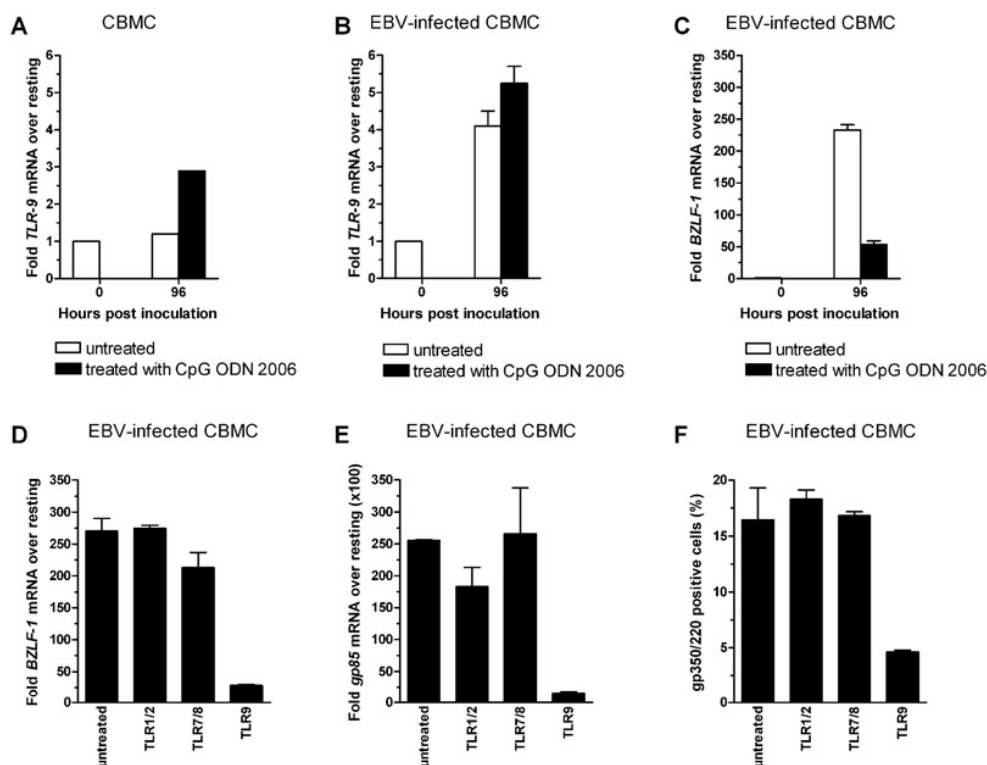 A
CBMC
Fold TLR-9 mRNA over resting
6
5
4
3
2
1
0
0
96
Hours post inoculation
untreated
treated with CpG ODN 2006
B
EBV-infected CBMC
Fold TLR-9 mRNA over resting
6
5
4
3
2
1
0
0
96
Hours post inoculation
untreated
treated with CpG ODN 2006
C
EBV-infected CBMC
Fold BZLF-1 mRNA over resting
350
300
250
200
150
100
50
0
0
96
Hours post inoculation
untreated
treated with CpG ODN 2006
D
EBV-infected CBMC
Fold BZLF-1 mRNA over resting
350
300
250
200
150
100
50
0
untreated
TLR1/2
TLR7/8
TLR9
E
EBV-infected CBMC
Fold gp85 mRNA over resting (x100)
350
300
250
200
150
100
50
0
untreated
TLR1/2
TLR7/8
TLR9
F
EBV-infected CBMC
gp350/220 positive cells (%)
20
15
10
5
0
untreated
TLR1/2
TLR7/8
TLR9